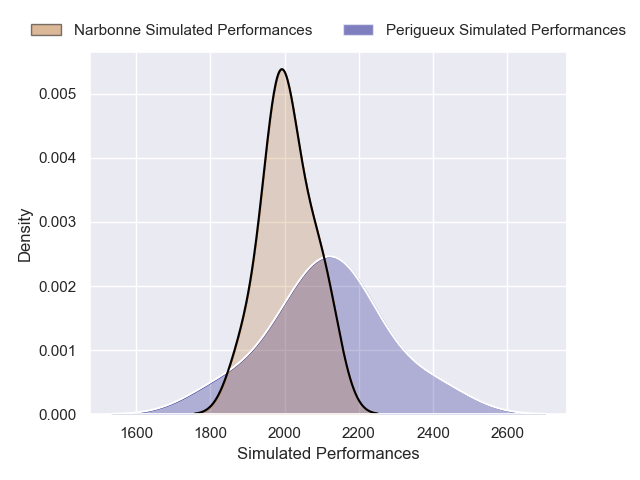 Narbonne Simulated Performances
Perigueux Simulated Performances
0.005
0.004
0.003
0.002
0.001
0.000
Density
1600 1800 2000 2200 2400 2600
Simulated Performances